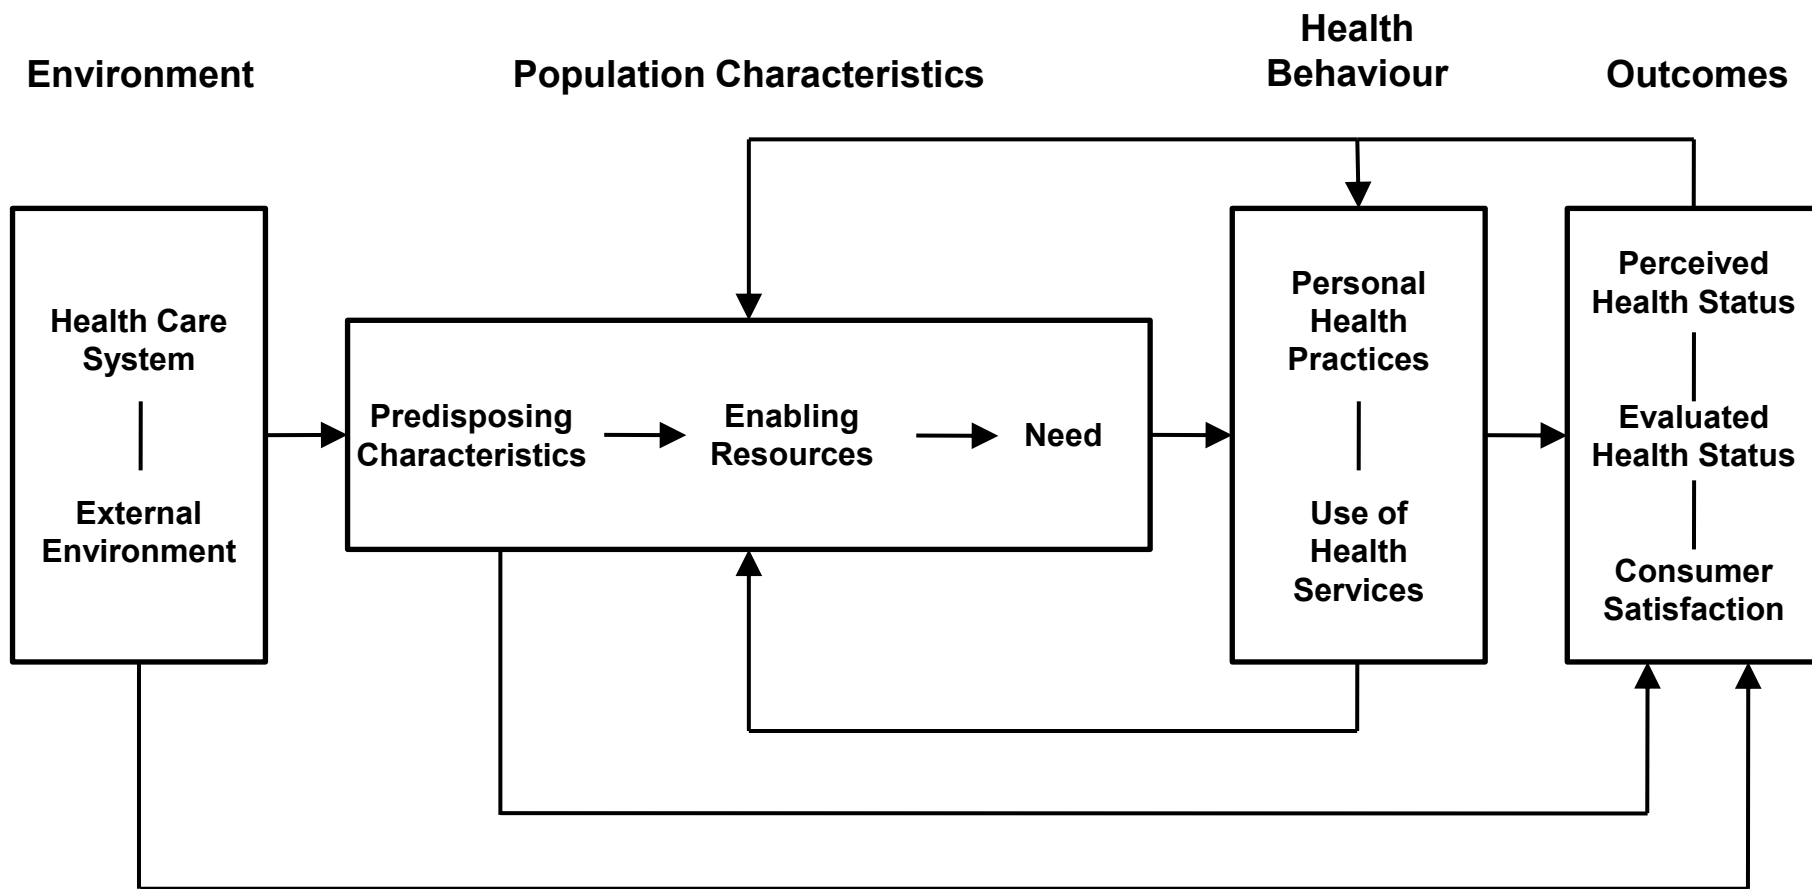 Environment
Population Characteristics
Health
Behaviour
Outcomes
Health Care
System
External
Environment
Predisposing
Characteristics
Enabling
Resources
Need
Personal
Health
Practices
Use of
Health
Services
Perceived
Health Status
Evaluated
Health Status
Consumer
Satisfaction